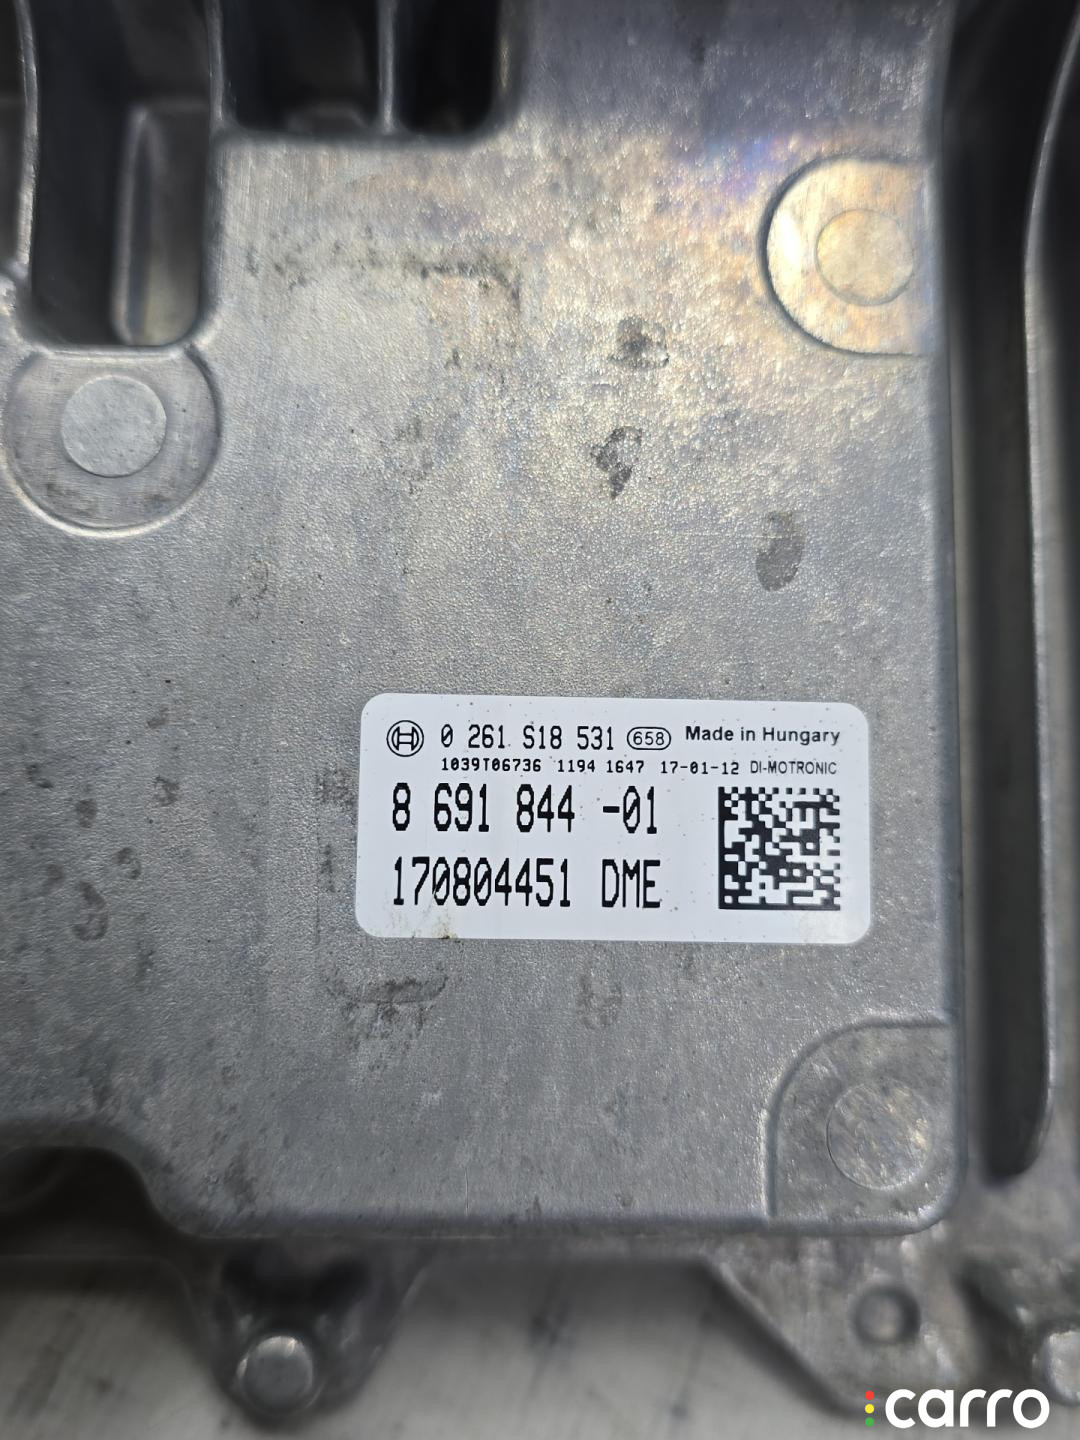 0 261 S18 531 658 Made in Hungary
1039T06736 1194 1647 17-01-12 DI-MOTRONIC
8 691 844 -01
170804451 DME
carro